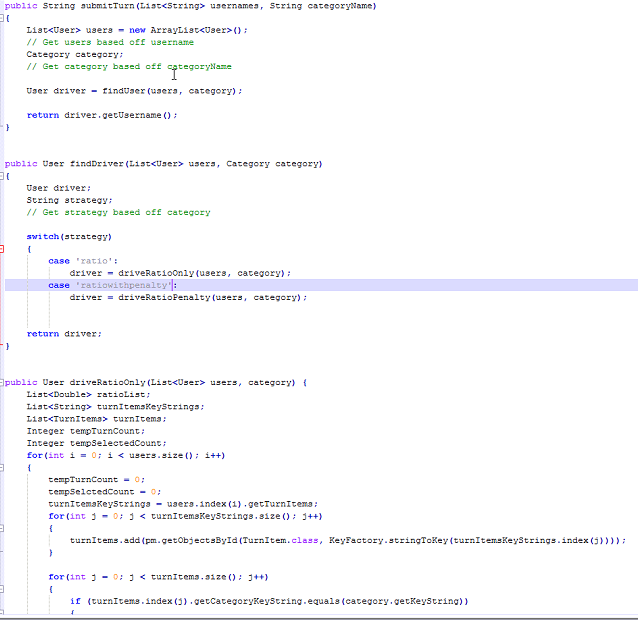 public String submitTurn(List<String> usernames, String categoryName)
{
List<User> users = new ArrayList<User>();
// Get users based off username
Category category;
// Get category based off categoryName
User driver = findUser(users, category);
return driver.getUsername();
}
public User findDriver(List<User> users, Category category)
{
User driver;
String strategy;
// Get strategy based off category
switch(strategy)
{
case 'ratio':
driver = driveRatioOnly(users, category);
case 'ratiowithpenalty':
driver = driveRatioPenalty(users, category);
return driver;
}
public User driveRatioOnly(List<User> users, category) {
List<Double> ratioList;
List<String> turnItemsKeyStrings;
List<TurnItems> turnItems;
Integer tempTurnCount;
Integer tempSelectedCount;
for(int i = 0; i < users.size(); i++)
{
tempTurnCount = 0;
tempSelctedCount = 0;
turnItemsKeyStrings = users.index(i).getTurnItems;
for(int j = 0; j < turnItemsKeyStrings.size(); j++)
{
turnItems.add(pm.getObjectsById(TurnItem.class, KeyFactory.stringToKey(turnItemsKeyStrings.index(j))));
}
for(int j = 0; j < turnItems.size(); j++)
{
if (turnItems.index(j).getCategoryKeyString.equals(category.getKeyString))
{